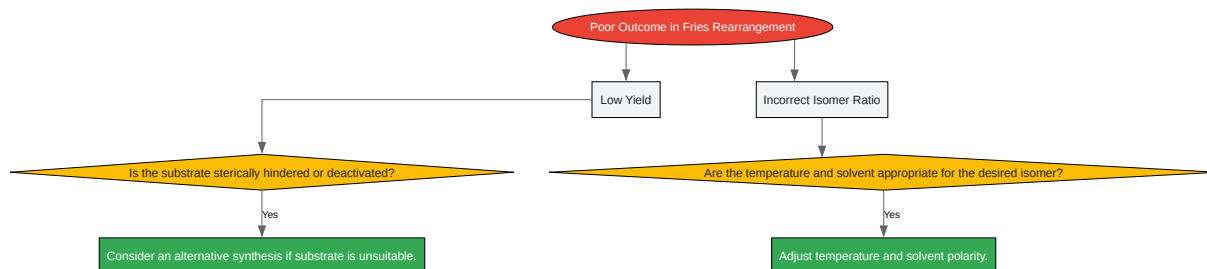 Poor Outcome in Fries Rearrangement
Low Yield
Incorrect Isomer Ratio
Is the substrate sterically hindered or deactivated?
Are the temperature and solvent appropriate for the desired isomer?
Yes
Yes
Consider an alternative synthesis if substrate is unsuitable.
Adjust temperature and solvent polarity.